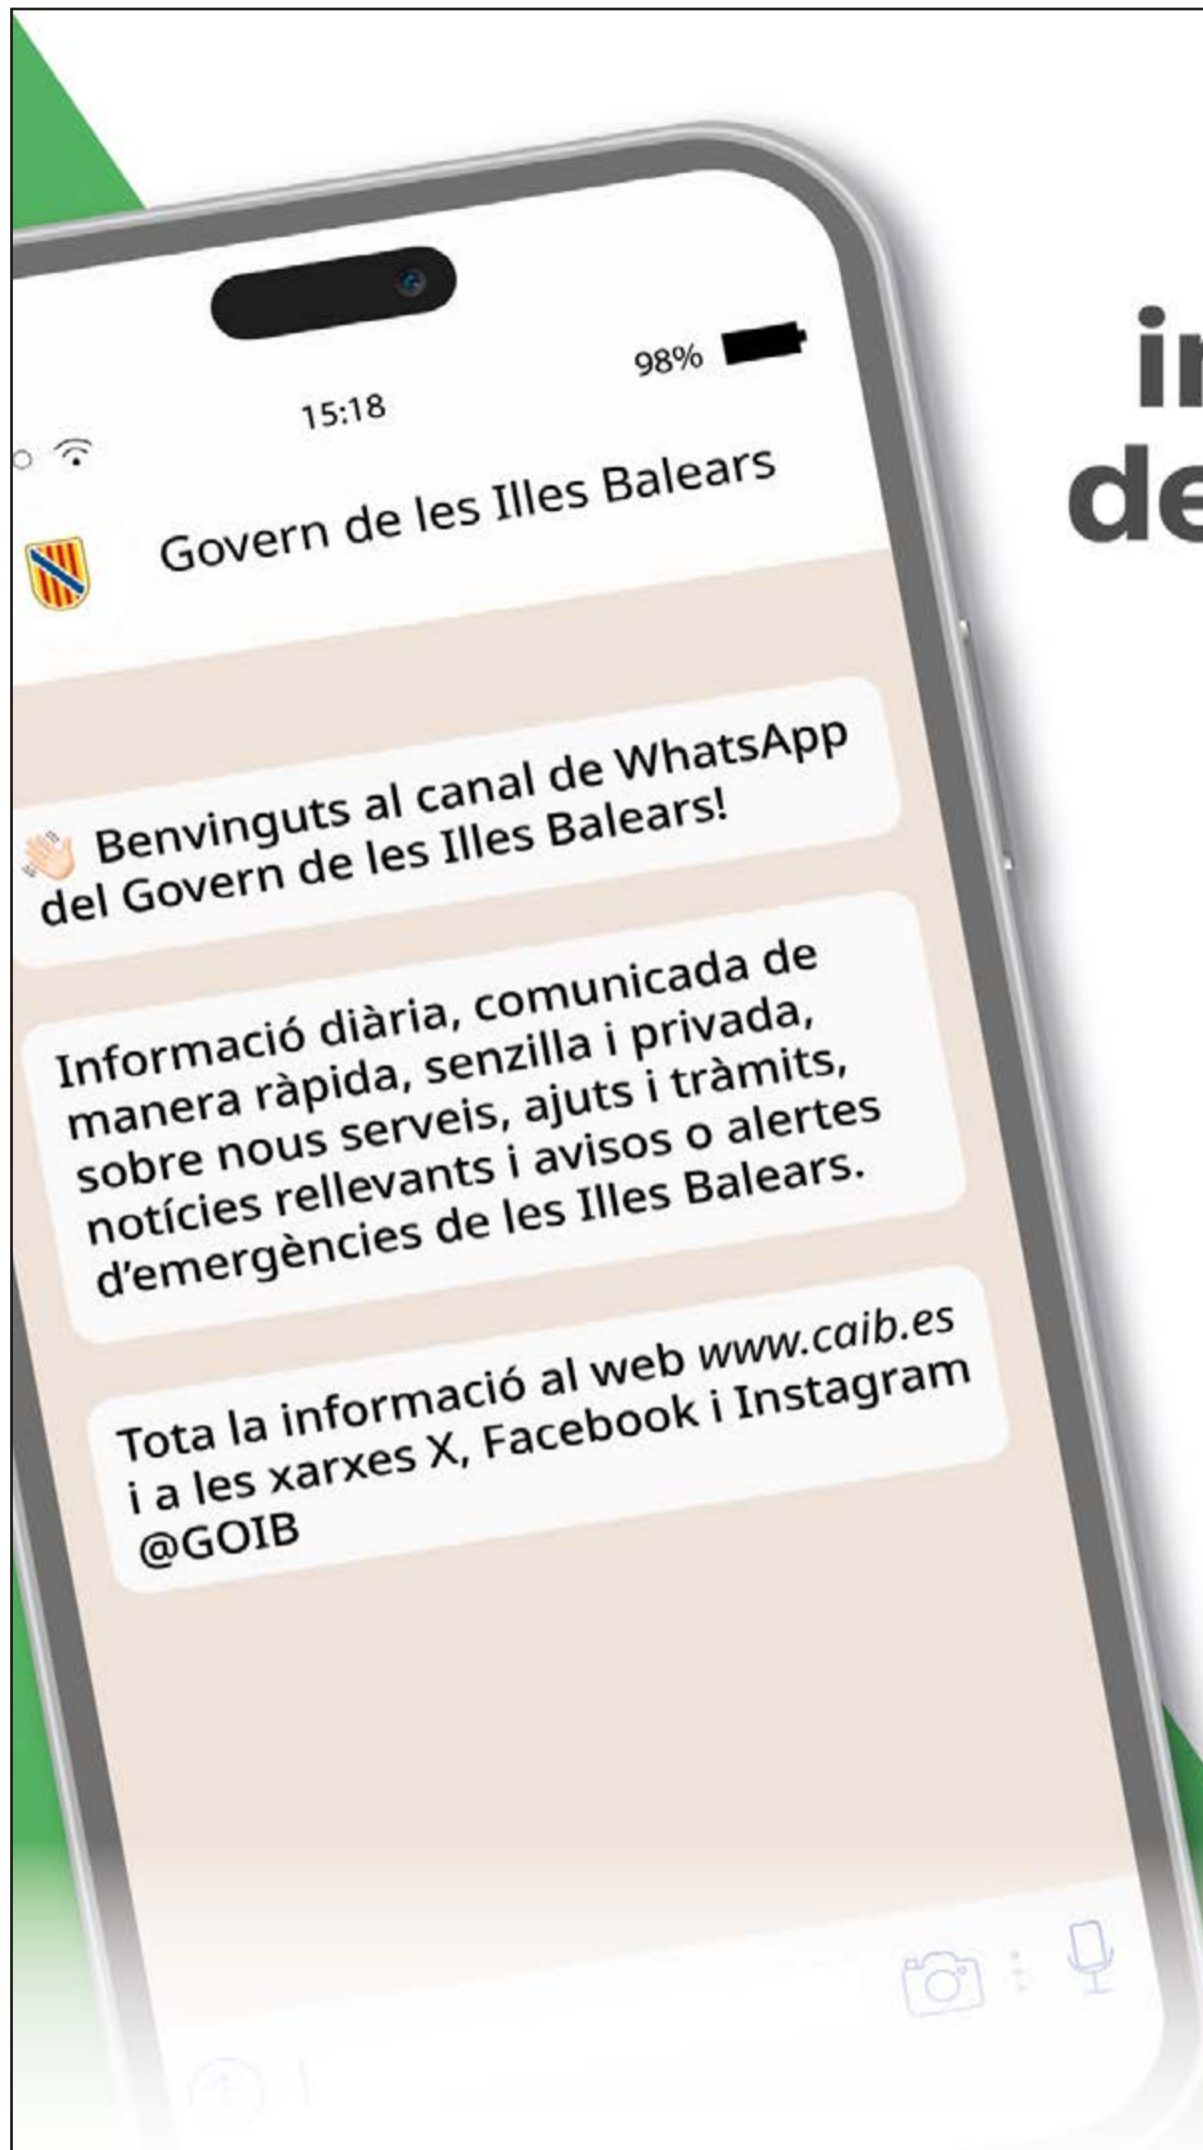 98%
15:18
Govern de les Illes Balears
👋🏻 Benvinguts al canal de WhatsApp
del Govern de les Illes Balears!
Informació diària, comunicada de
manera ràpida, senzilla i privada,
sobre nous serveis, ajuts i tràmits,
notícies rellevants i avisos o alertes
d’emergències de les Illes Balears.
Tota la informació al web www.caib.es
i a les xarxes X, Facebook i Instagram
@GOIB